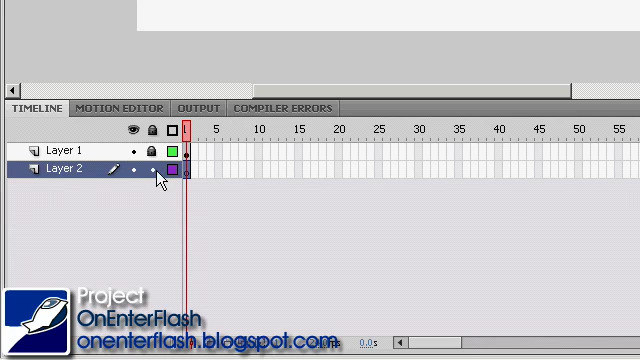 TIMELINE MOTION EDITOR OUTPUT COMPILER ERRORS
1 5 10 15 20 25 30 35 40 45 50 55
Layer 1
Layer 2
Project
OnEnterFlash
onenterflash.blogspot.com
fps 0.0s